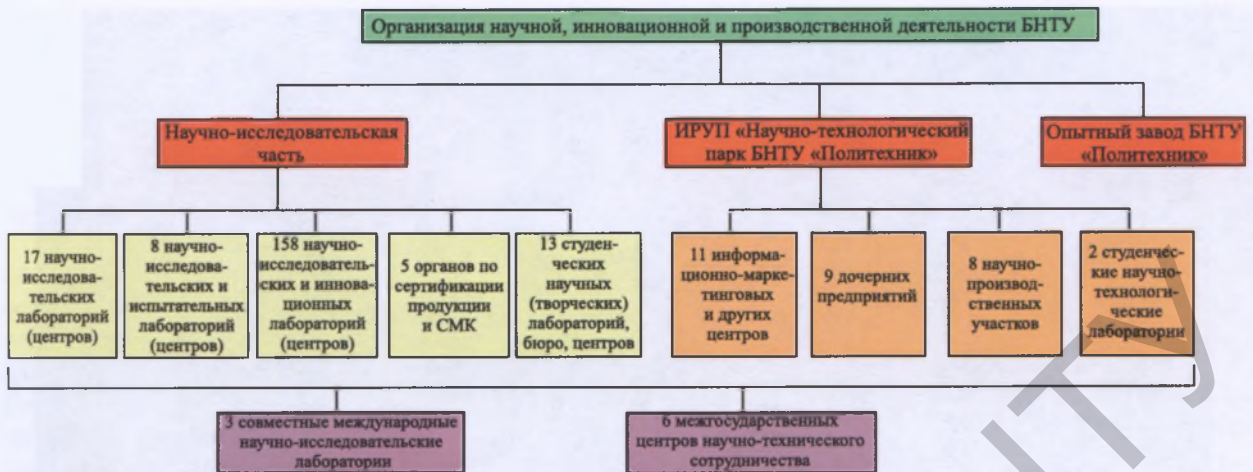 Организация научной, инновационной и производственной деятельности БНТУ
Научно-исследовательская
часть
ИРУП «Научно-технологический
парк БНТУ «Политехник»
Опытный завод БНТУ
«Политехник»
17 научно-
исследова-
тельских
лабораторий
(центров)
8 научно-
исследова-
тельских и
испытательных
лабораторий
(центров)
158 научно-
исследователь-
ских и иннова-
ционных
лабораторий
(центров)
5 органов по
сертификации
продукции
и СМК
13 студен-
ческих
научных
(творческих)
лабораторий,
бюро, центров
11 информа-
ационно-марке-
тинговых
и других
центров
9 дочерних
предприятий
8 научно-
производ-
ственных
участков
2 студенче-
ские научно-
технологи-
ческие
лаборатории
3 совместные международные
научно-исследовательские
лаборатории
6 межгосударственных
центров научно-технического
сотрудничества
НТУ